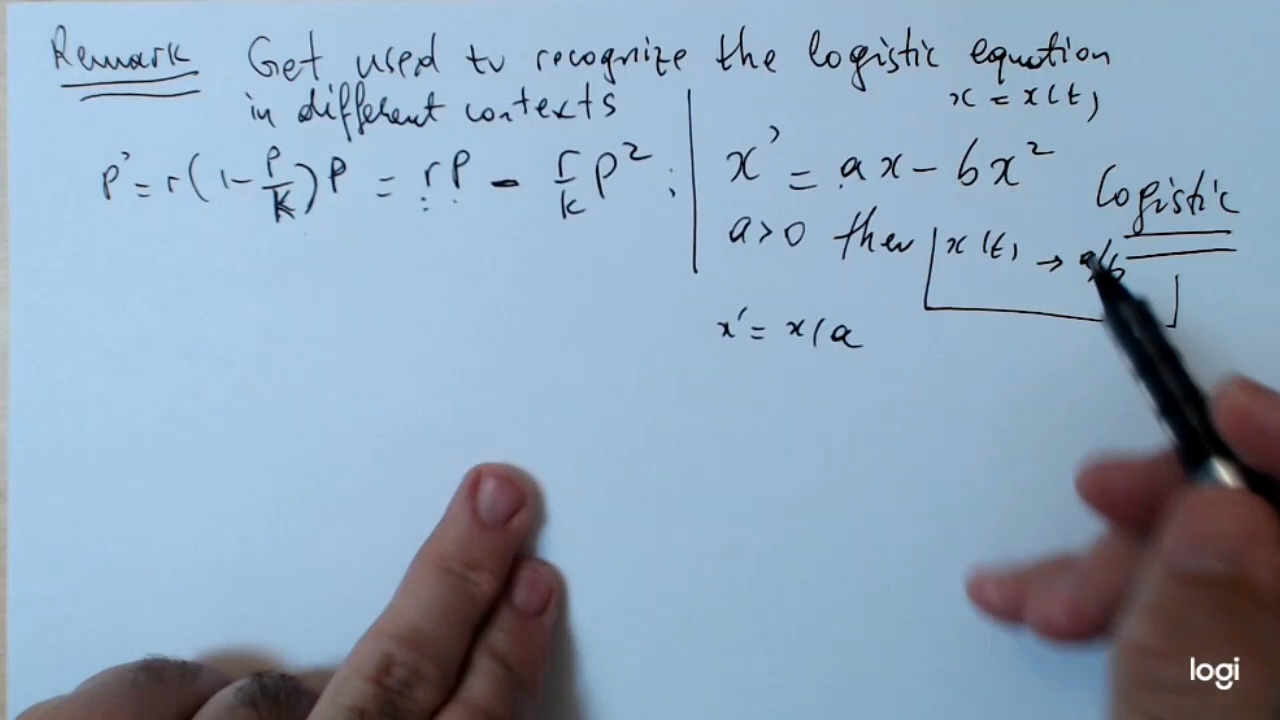 Remark Get used to recognize the logistic equation
in different contexts
x = x(t)
P' = r(1 - P/K)P = rP - r/k P² ;
x' = ax - bx²
Logistic
a > 0 then x(t) → a/b
x' = x(a
logi